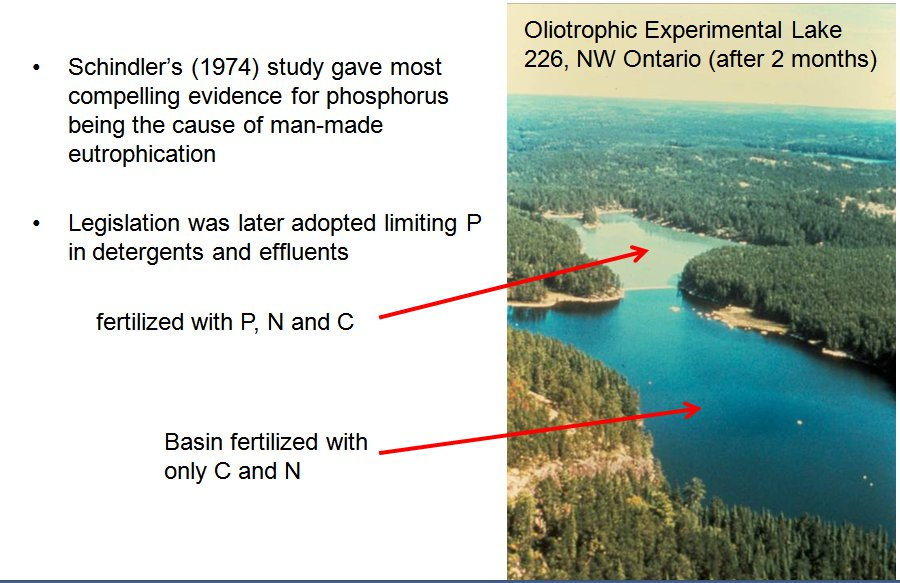 • Schindler's (1974) study gave most
compelling evidence for phosphorus
being the cause of man-made
eutrophication
• Legislation was later adopted limiting P
in detergents and effluents
fertilized with P, N and C
Basin fertilized with
only C and N
Oliotrophic Experimental Lake
226, NW Ontario (after 2 months)